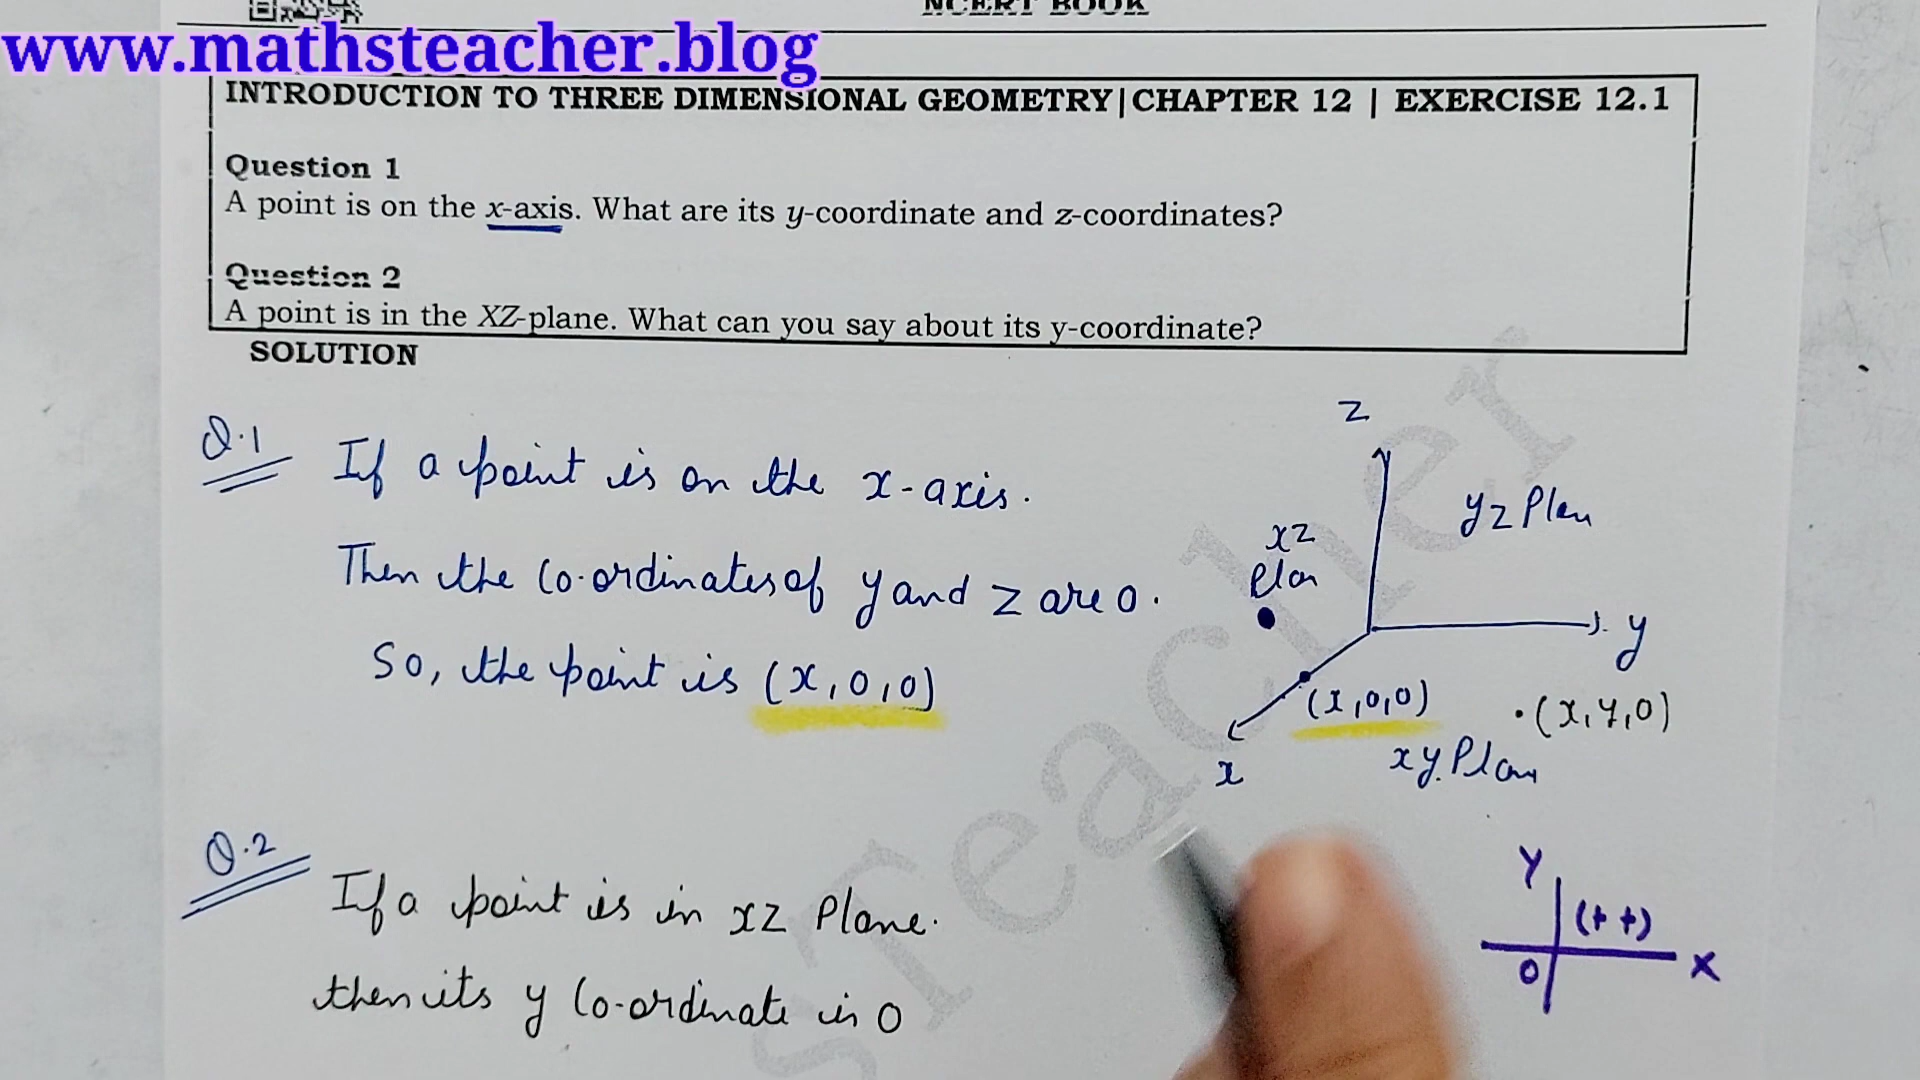 NCERT BOOK
www.mathsteacher.blog
INTRODUCTION TO THREE DIMENSIONAL GEOMETRY|CHAPTER 12 | EXERCISE 12.1
Question 1
A point is on the x-axis. What are its y-coordinate and z-coordinates?
Question 2
A point is in the XZ-plane. What can you say about its y-coordinate?
SOLUTION
Q.1 If a point is on the x-axis.
Then the Co-ordinates of y and z are 0.
So, the point is (x,0,0)
z
yz Plan
xz
Plan
y
(x,0,0)
.(x,y,0)
x
xy Plan
Q.2 If a point is in xz Plane.
then its y Co-ordinate is 0
Y
(+ +)
0
X
sTeacher